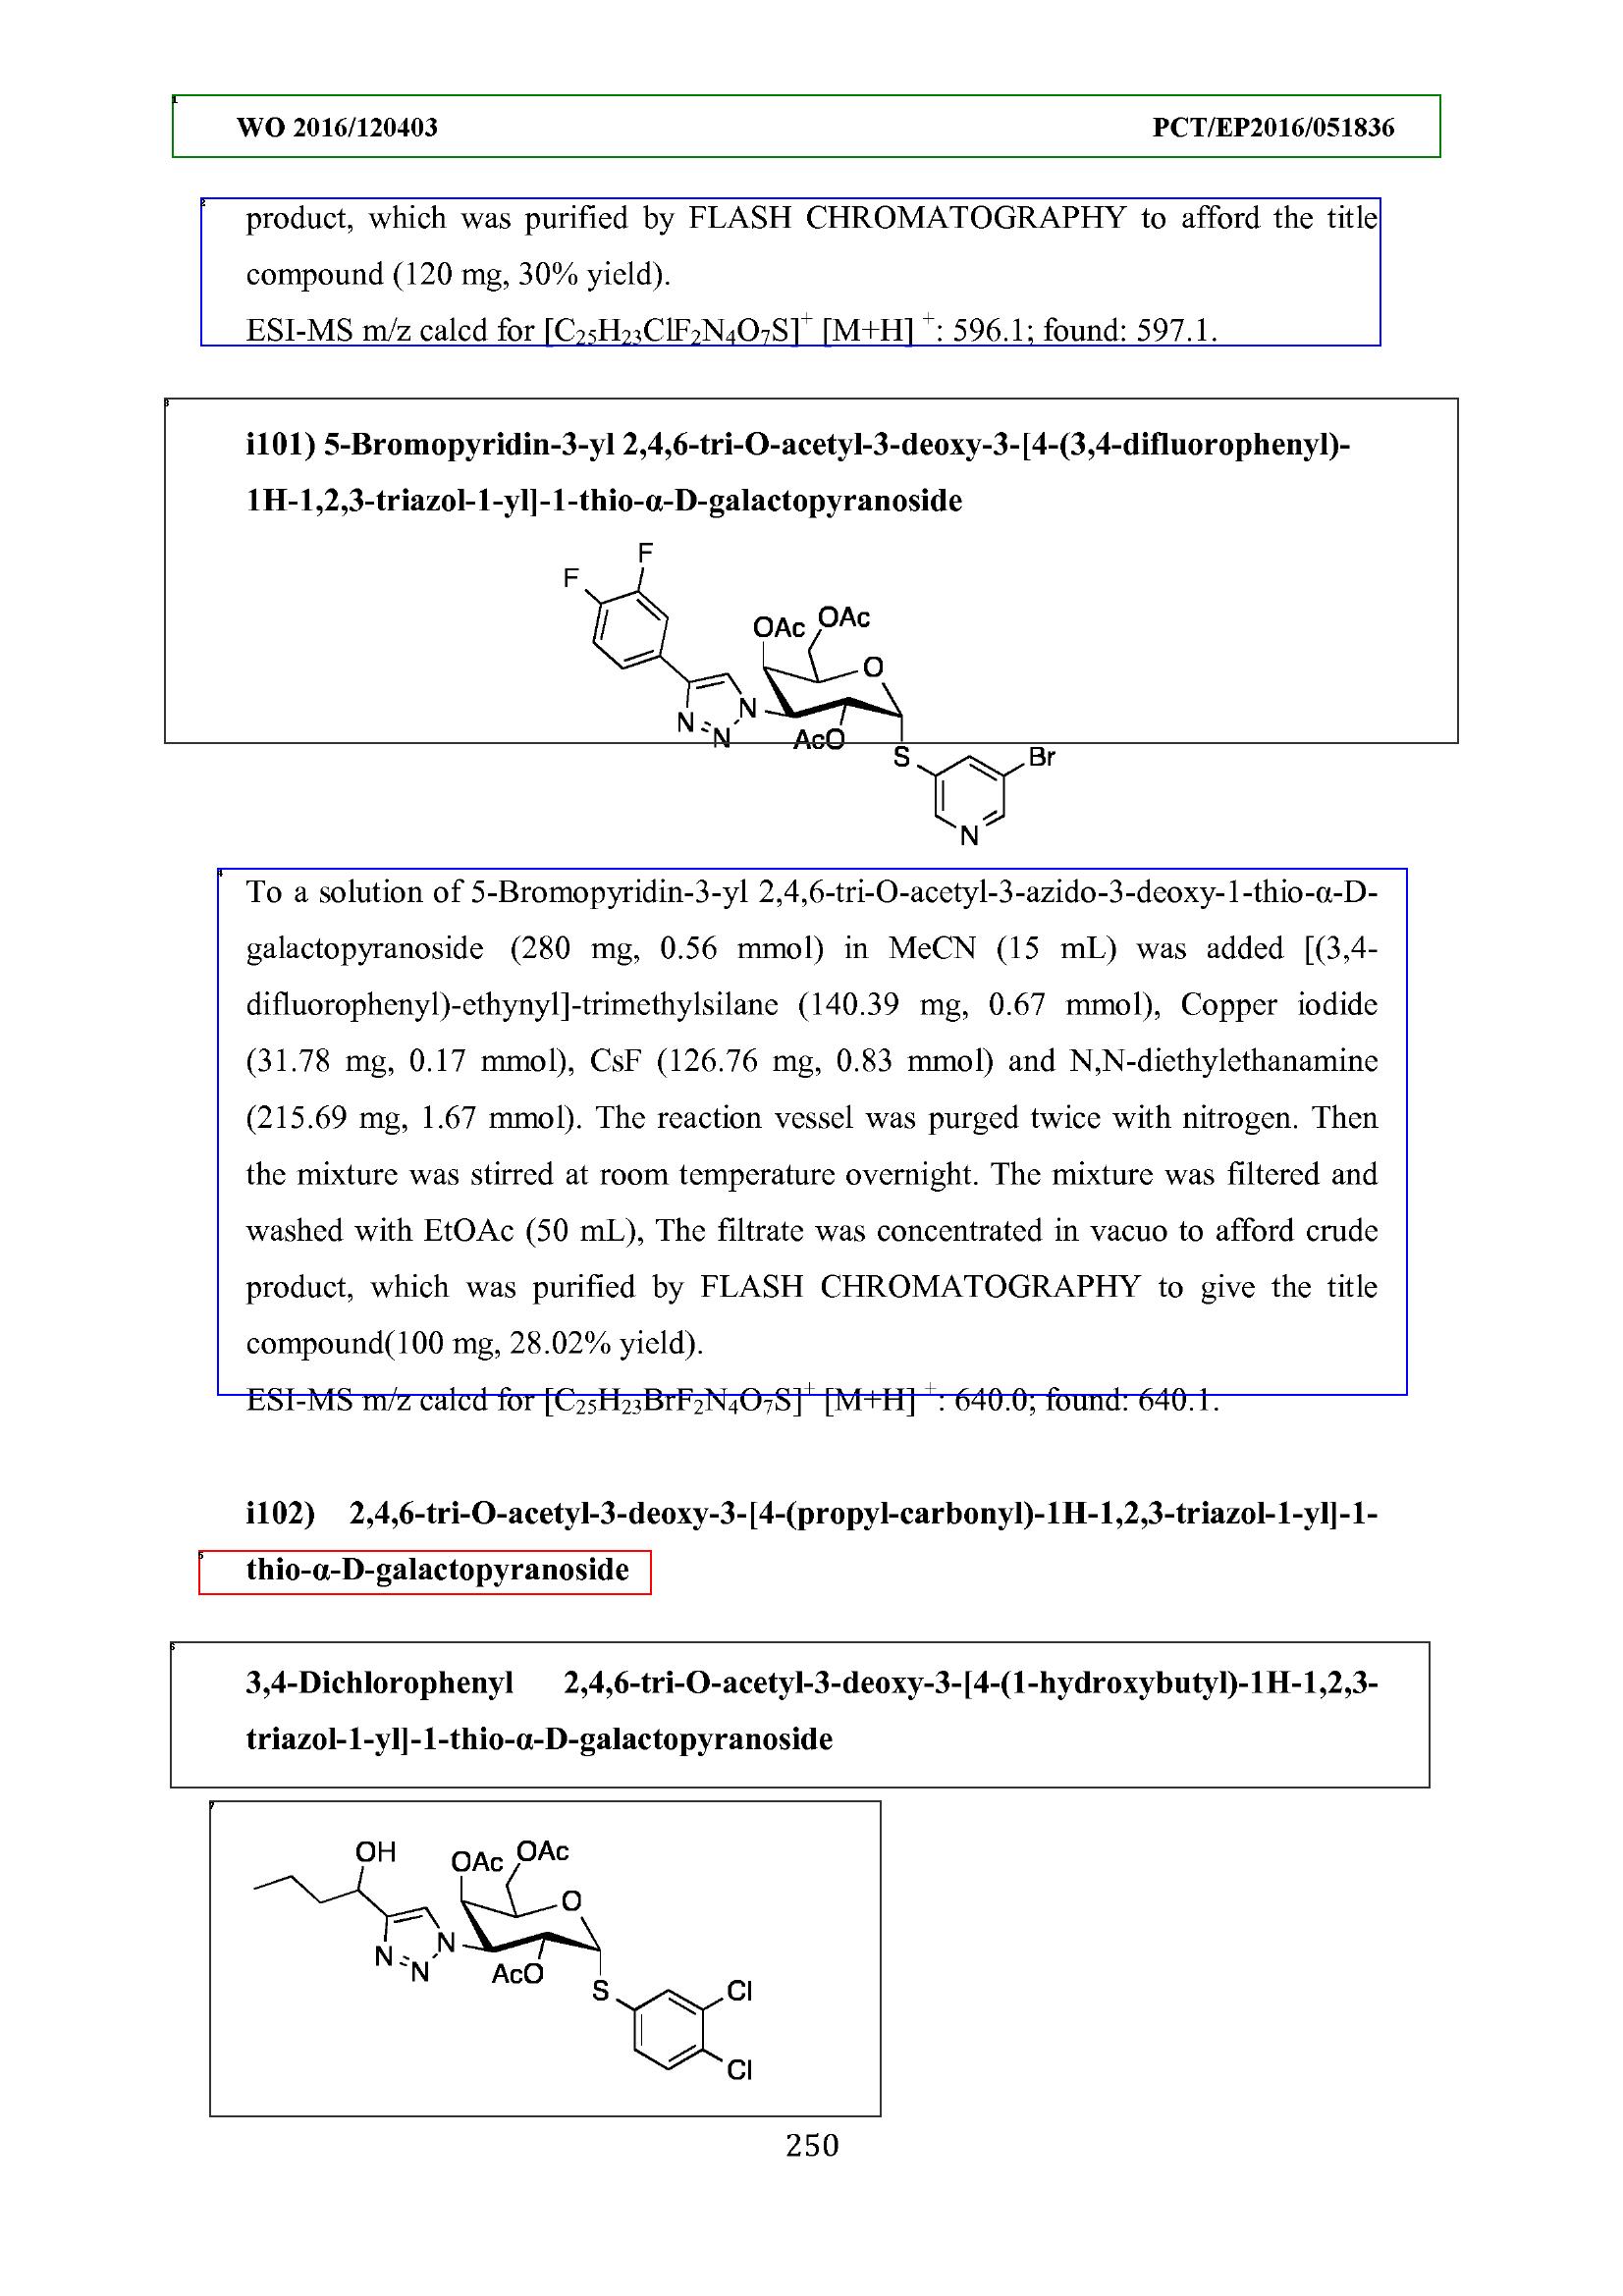 WO 2016/120403 PCT/EP2016/051836
product, which was purified by FLASH CHROMATOGRAPHY to afford the title
compound (120 mg, 30% yield).
ESI-MS m/z calcd for [C₂₅H₂₃ClF₂N₄O₇S]⁺ [M+H] ⁺: 596.1; found: 597.1.
i101) 5-Bromopyridin-3-yl 2,4,6-tri-O-acetyl-3-deoxy-3-[4-(3,4-difluorophenyl)-
1H-1,2,3-triazol-1-yl]-1-thio-α-D-galactopyranoside
F
F
OAc OAc
O
N N N
AcO
S Br
N
To a solution of 5-Bromopyridin-3-yl 2,4,6-tri-O-acetyl-3-azido-3-deoxy-1-thio-α-D-
galactopyranoside (280 mg, 0.56 mmol) in MeCN (15 mL) was added [(3,4-
difluorophenyl)-ethynyl]-trimethylsilane (140.39 mg, 0.67 mmol), Copper iodide
(31.78 mg, 0.17 mmol), CsF (126.76 mg, 0.83 mmol) and N,N-diethylethanamine
(215.69 mg, 1.67 mmol). The reaction vessel was purged twice with nitrogen. Then
the mixture was stirred at room temperature overnight. The mixture was filtered and
washed with EtOAc (50 mL), The filtrate was concentrated in vacuo to afford crude
product, which was purified by FLASH CHROMATOGRAPHY to give the title
compound(100 mg, 28.02% yield).
ESI-MS m/z calcd for [C₂₅H₂₃BrF₂N₄O₇S]⁺ [M+H] ⁺: 640.0; found: 640.1.
i102) 2,4,6-tri-O-acetyl-3-deoxy-3-[4-(propyl-carbonyl)-1H-1,2,3-triazol-1-yl]-1-
thio-α-D-galactopyranoside
3,4-Dichlorophenyl 2,4,6-tri-O-acetyl-3-deoxy-3-[4-(1-hydroxybutyl)-1H-1,2,3-
triazol-1-yl]-1-thio-α-D-galactopyranoside
OH OAc OAc
O
N N N
AcO
S Cl
Cl
250